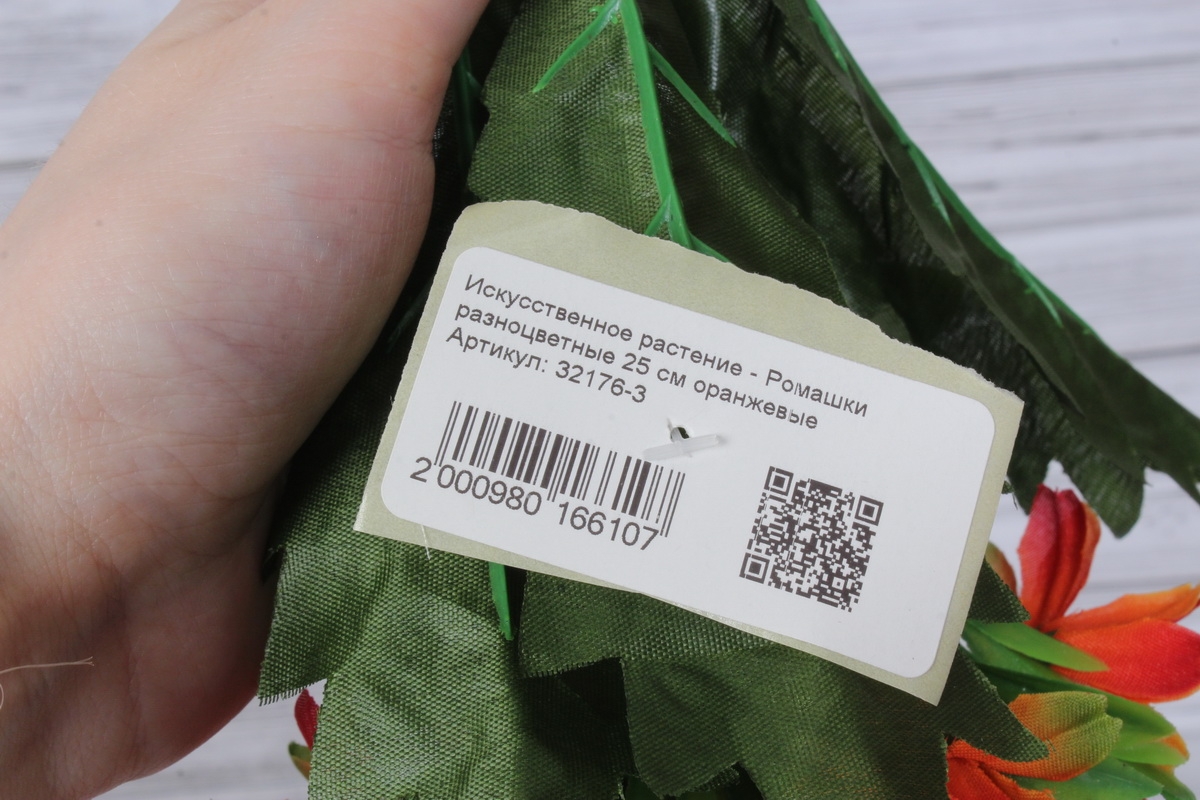 Искусственное растение - Ромашки
разноцветные 25 см оранжевые
Артикул: 32176-3
2 000980 166107